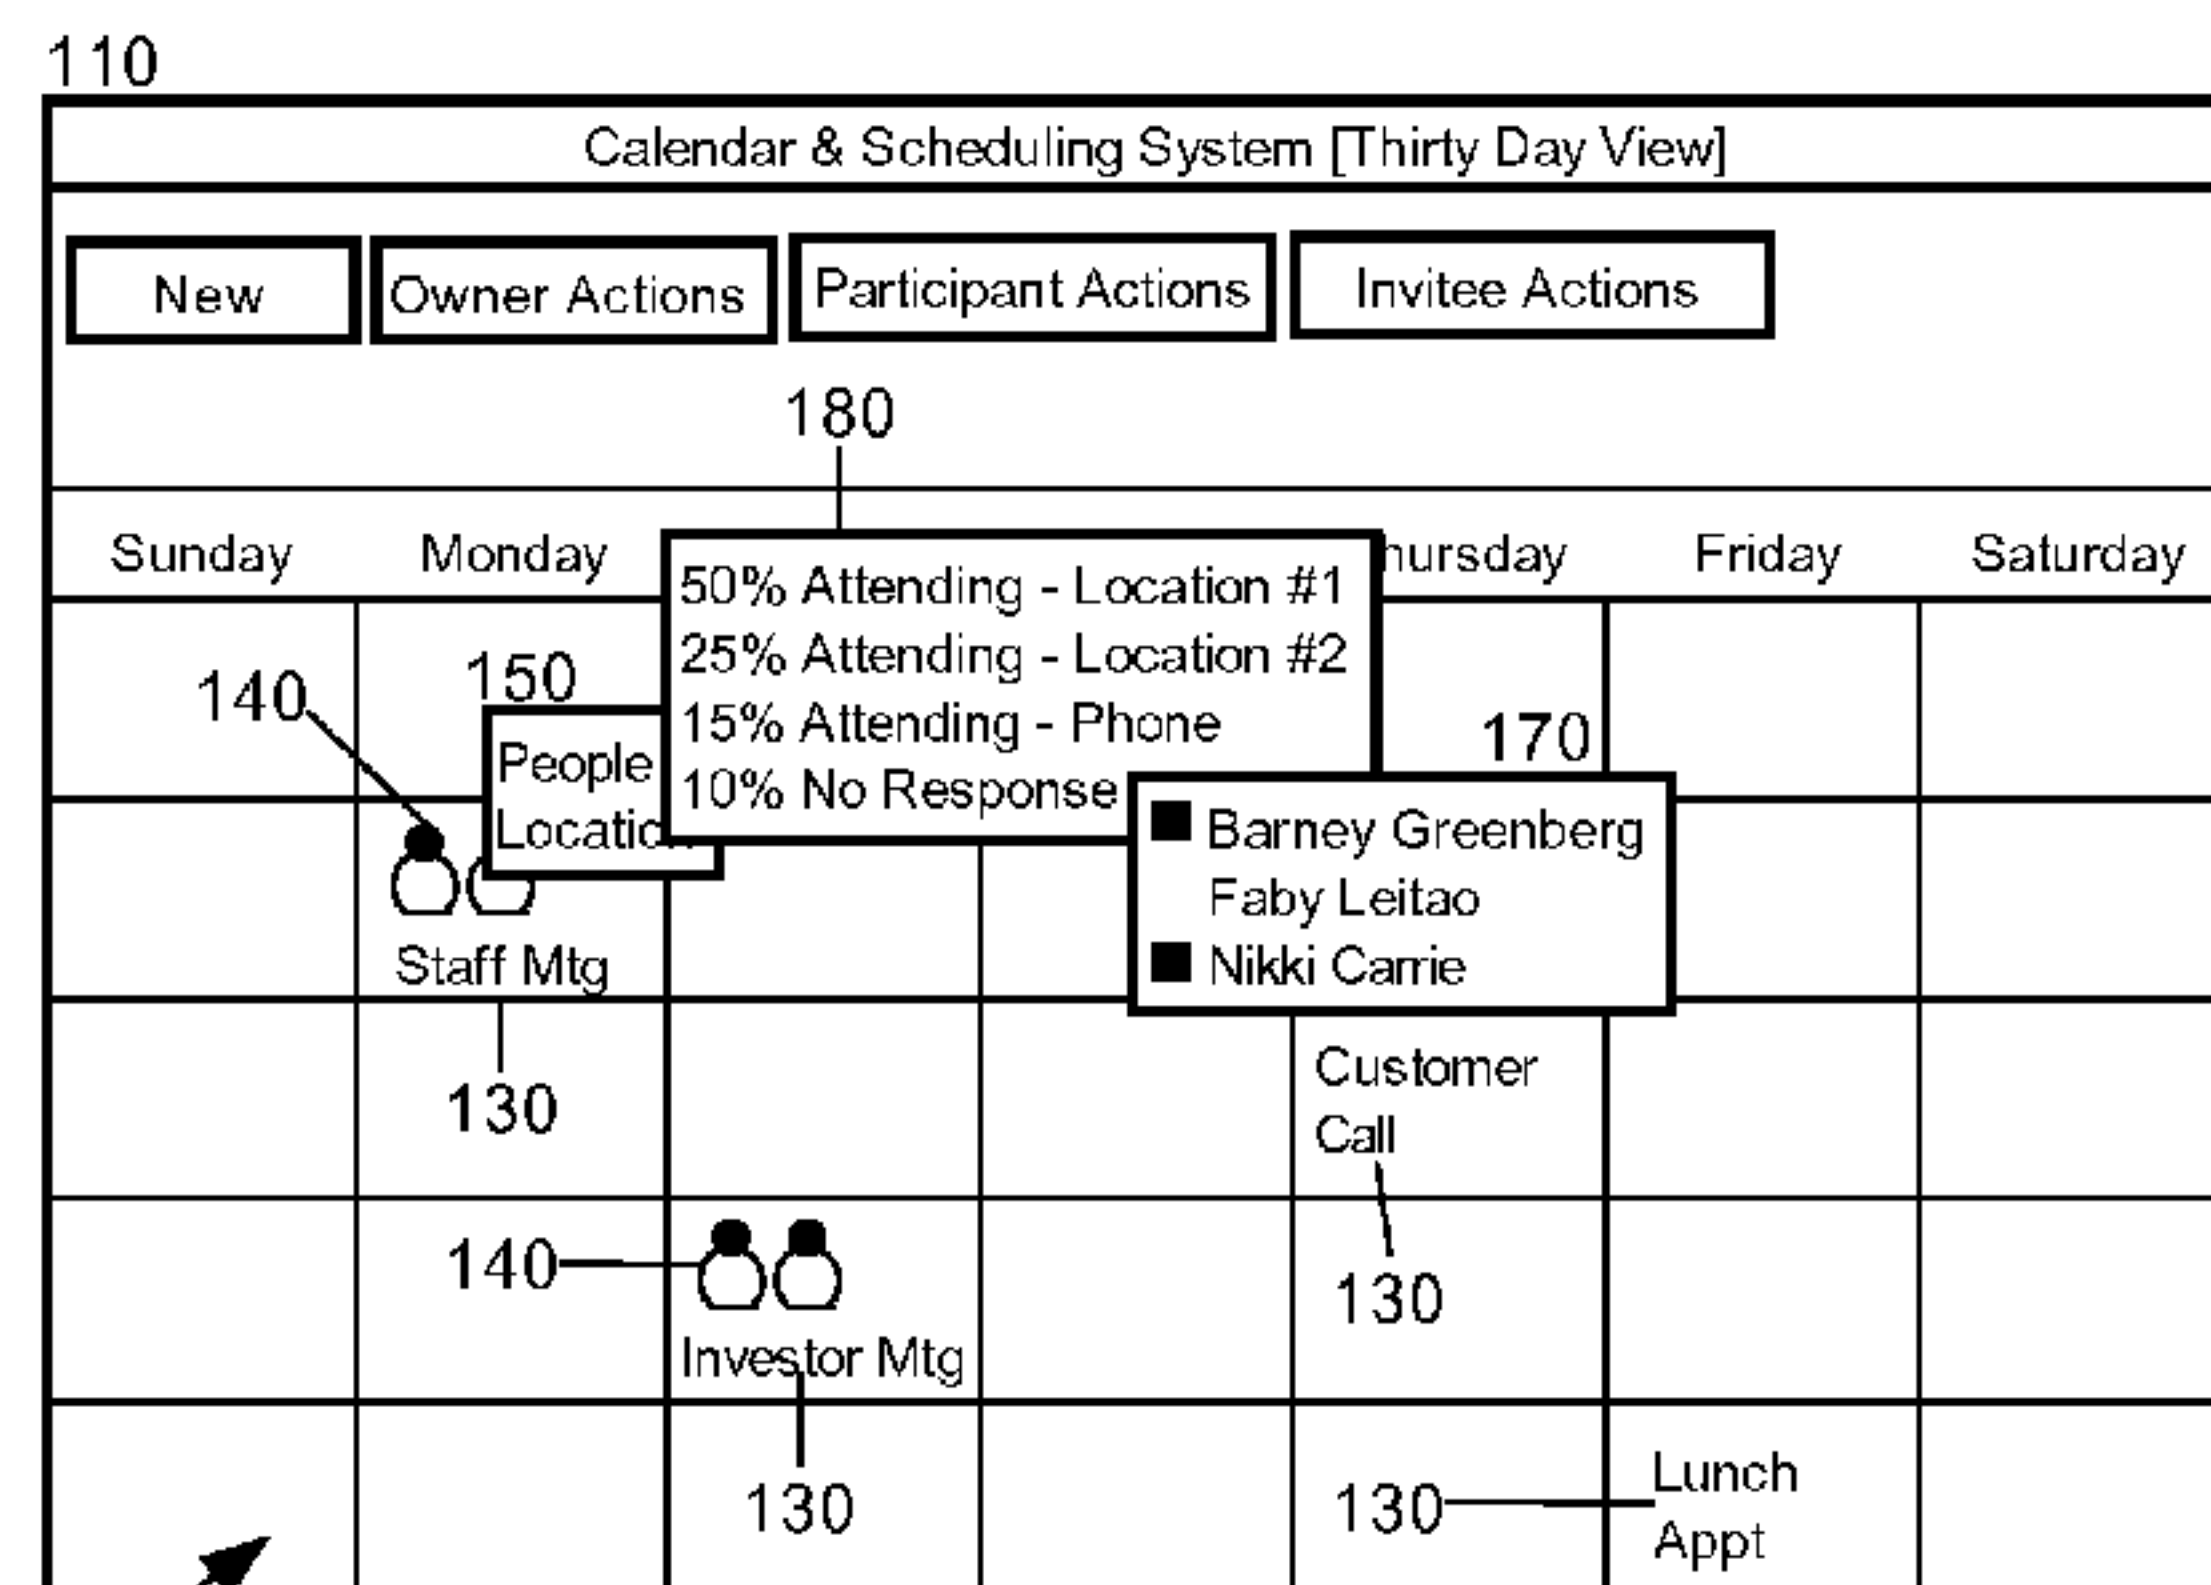 110
Calendar & Scheduling System [Thirty Day View]
New Owner Actions Participant Actions Invitee Actions
180
Sunday Monday hursday Friday Saturday
50% Attending - Location #1
25% Attending - Location #2
15% Attending - Phone
10% No Response
140
150
People
Locatio
170
Barney Greenberg
Faby Leitao
Nikki Carrie
Staff Mtg
130
Customer
Call
130
140
Investor Mtg
130
130
Lunch
Appt